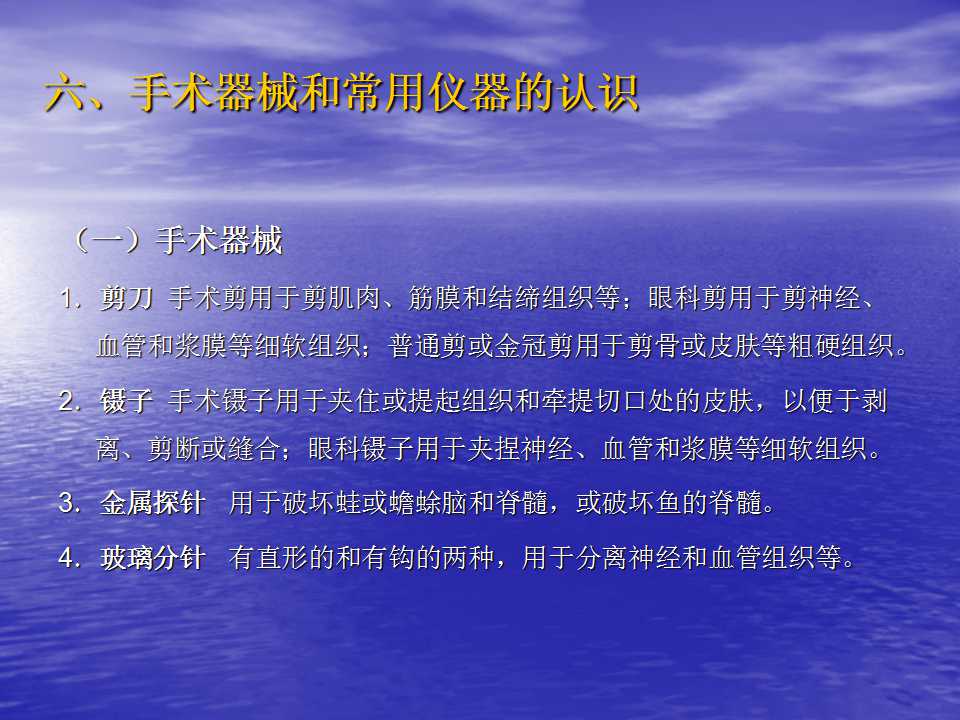 六、手术器械和常用仪器的认识
（一）手术器械
1．剪刀 手术剪用于剪肌肉、筋膜和结缔组织等；眼科剪用于剪神经、
血管和浆膜等细软组织；普通剪或金冠剪用于剪骨或皮肤等粗硬组织。
2．镊子 手术镊子用于夹住或提起组织和牵提切口处的皮肤，以便于剥
离、剪断或缝合；眼科镊子用于夹捏神经、血管和浆膜等细软组织。
3．金属探针 用于破坏蛙或蟾蜍脑和脊髓，或破坏鱼的脊髓。
4．玻璃分针 有直形的和有钩的两种，用于分离神经和血管组织等。